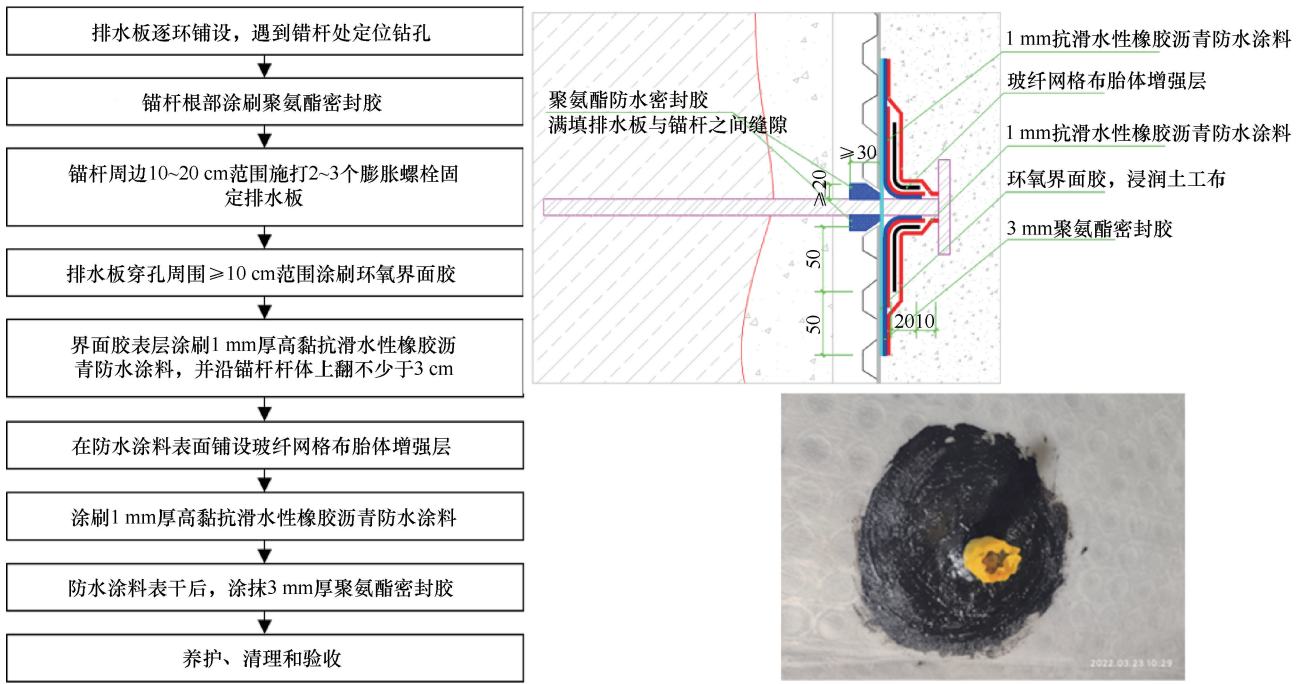 排水板逐环铺设，遇到锚杆处定位钻孔
锚杆根部涂刷聚氨酯密封胶
锚杆周边10~20 cm范围施打2~3个膨胀螺栓固
定排水板
排水板穿孔周围≥10 cm范围涂刷环氧界面胶
界面胶表层涂刷1 mm厚高黏抗滑水性橡胶沥
青防水涂料，并沿锚杆杆体上翻不少于3 cm
在防水涂料表面铺设玻纤网格布胎体增强层
涂刷1 mm厚高黏抗滑水性橡胶沥青防水涂料
防水涂料表干后，涂抹3 mm厚聚氨酯密封胶
养护、清理和验收
聚氨酯防水密封胶
满填排水板与锚杆之间缝隙
≥30
≥20
50
50
2010
1 mm抗滑水性橡胶沥青防水涂料
玻纤网格布胎体增强层
1 mm抗滑水性橡胶沥青防水涂料
环氧界面胶，浸润土工布
3 mm聚氨酯密封胶
2022.03.23 10:29